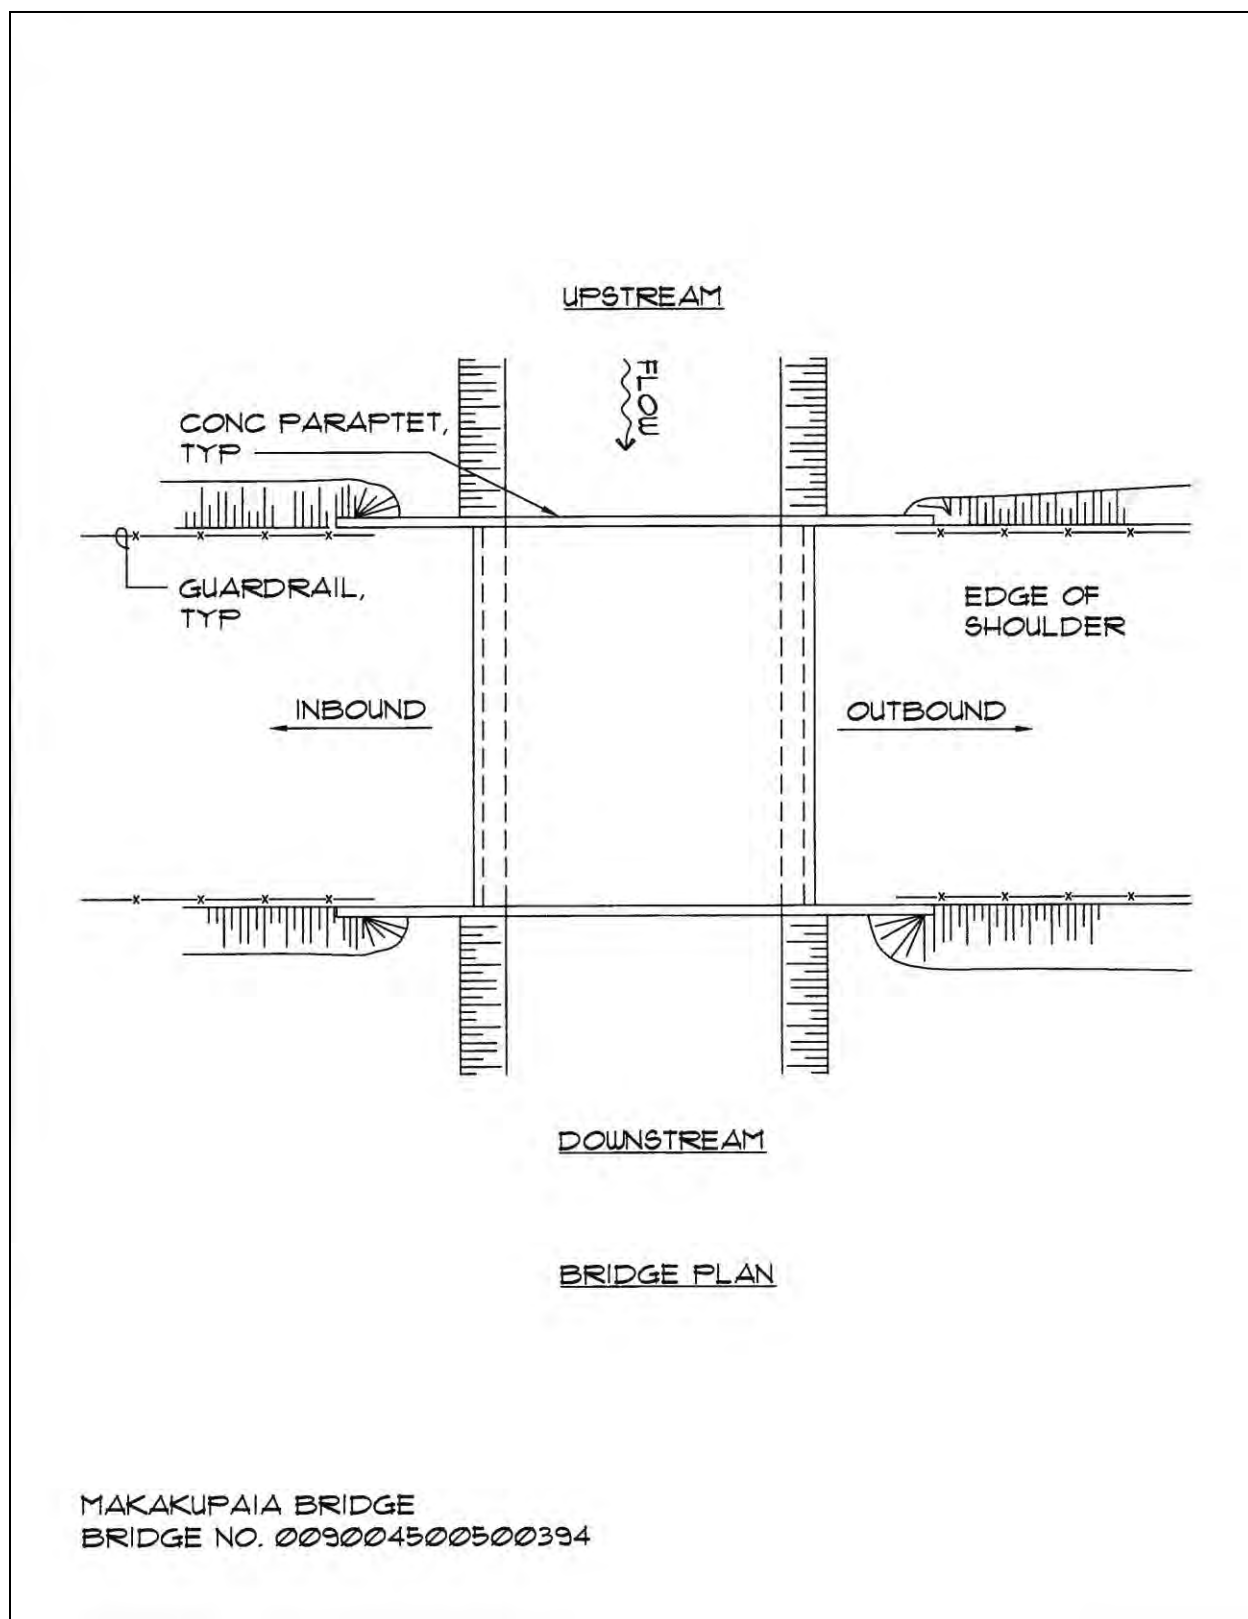 UPSTREAM
FLOW
CONC PARAPTET,
TYP
GUARDRAIL,
TYP
EDGE OF
SHOULDER
INBOUND
OUTBOUND
DOWNSTREAM
BRIDGE PLAN
MAKAKUPAIA BRIDGE
BRIDGE NO. 009004500500394